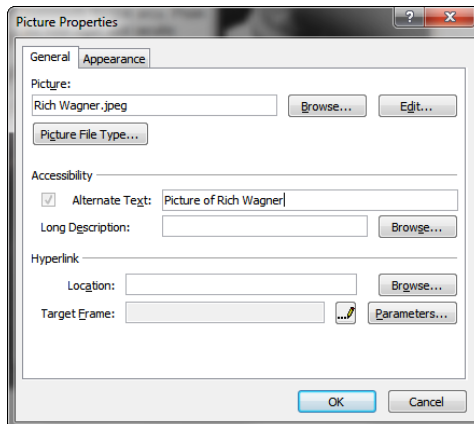 Picture Properties
General Appearance
Picture:
Rich Wagner.jpeg Browse... Edit...
Picture File Type...
Accessibility
Alternate Text: Picture of Rich Wagner
Long Description: Browse...
Hyperlink
Location: Browse...
Target Frame: Parameters...
OK Cancel